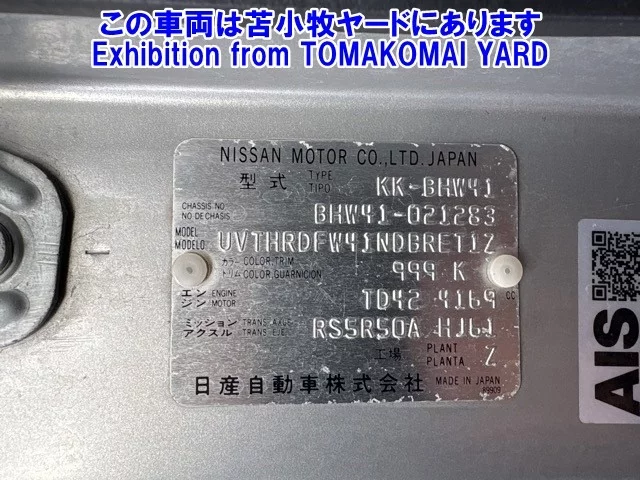 この車両は苫小牧ヤードにあります
Exhibition from TOMAKOMAI YARD
NISSAN MOTOR CO.,LTD.JAPAN
型式 TYPE TIPO KK-BHW41
CHASSIS NO NO DECHASIS BHW41-021283
MODEL MODELO UVTHRDFW41NDBRET1Z
カラー COLOR,TRIM トリム COLOR,GUARNICION 999 K
エンジン ENGINE MOTOR TD42 4169 CC
ミッション TRANS. AXLE アクスル TRANS. EJE RS5R50A HJ61
工場 PLANT PLANTA Z
日産自動車株式会社 MADE IN JAPAN
A9909
AIS